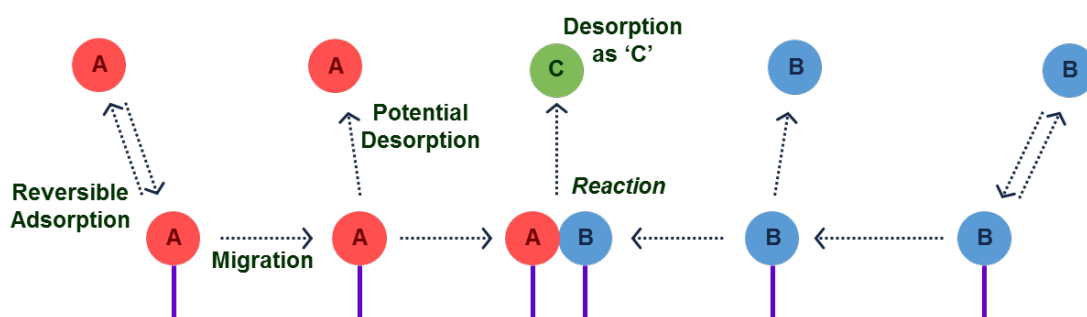 A
A
C
Desorption
as ‘C’
B
B
Potential
Desorption
Reversible
Adsorption
Reaction
A
Migration
A
A
B
B
B